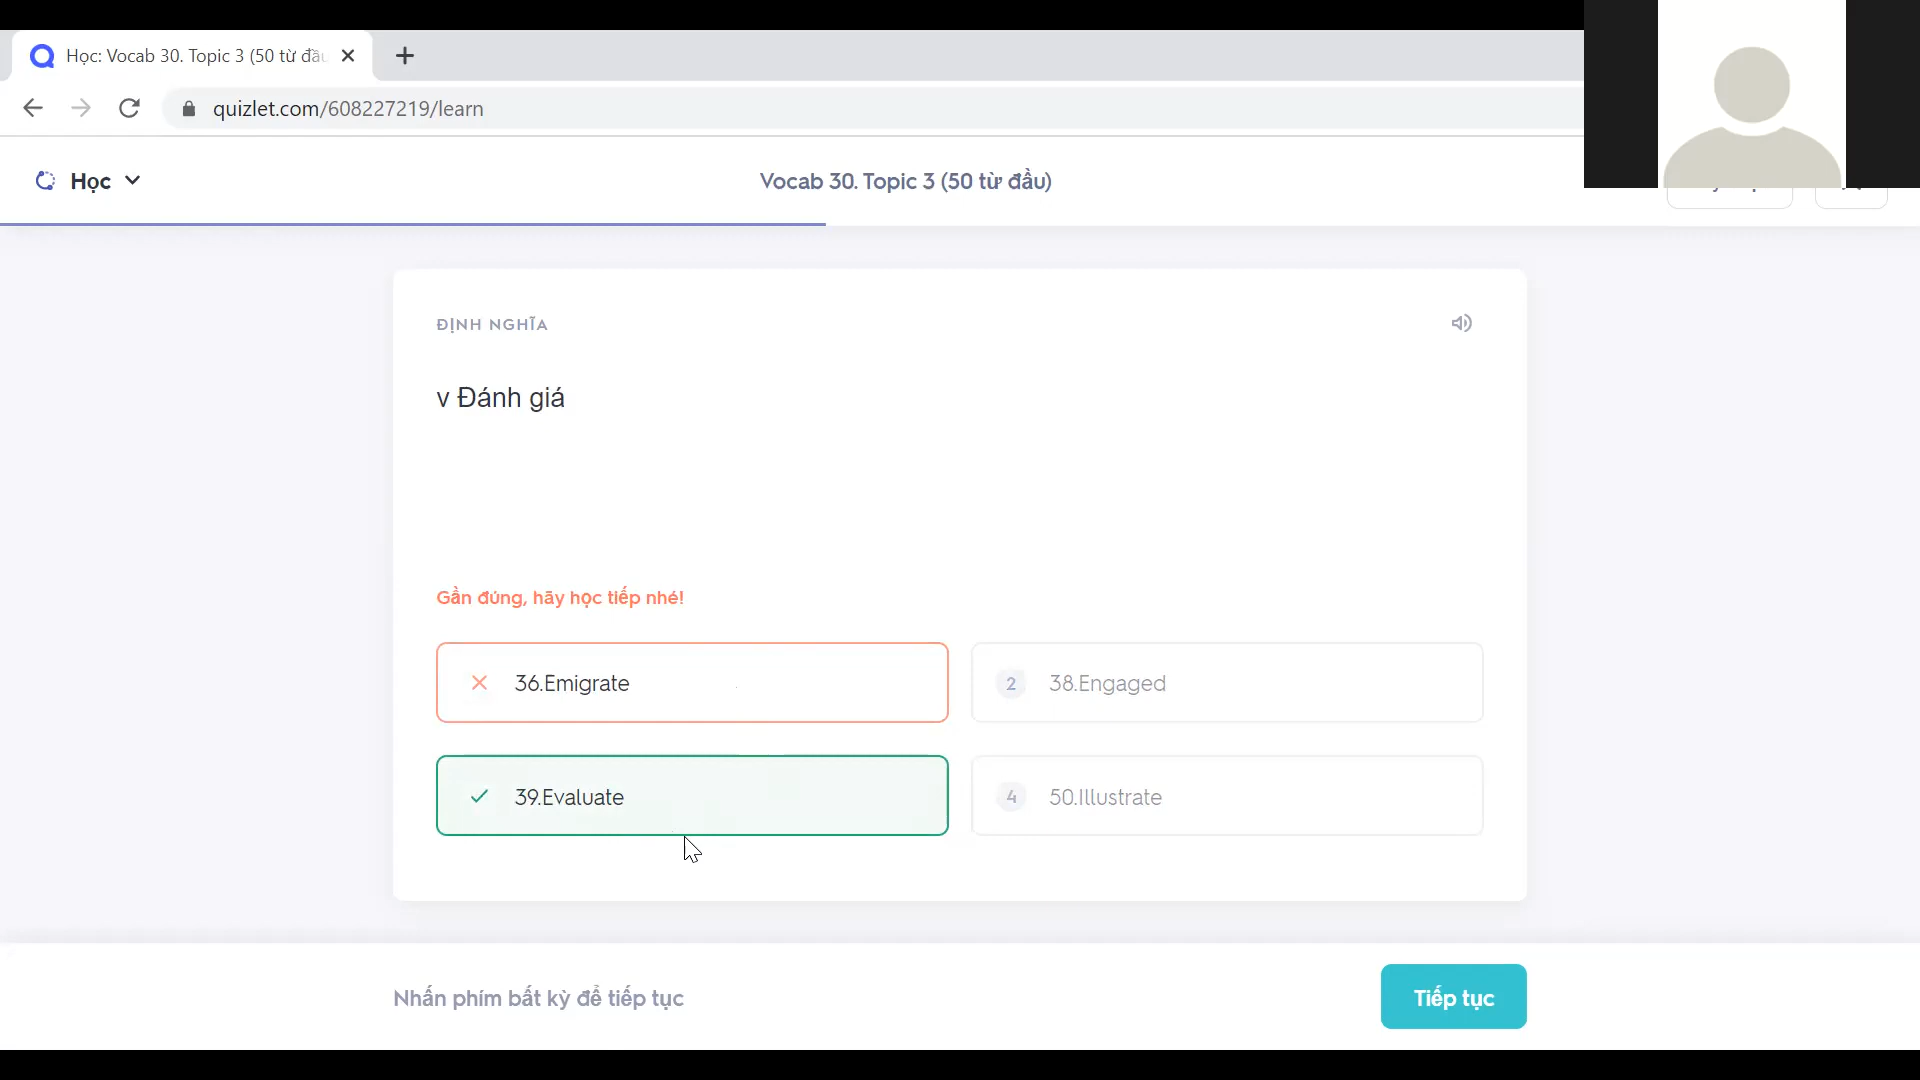 Học: Vocab 30. Topic 3 (50 từ đầu
quizlet.com/608227219/learn
Học
Vocab 30. Topic 3 (50 từ đầu)
ĐỊNH NGHĨA
v Đánh giá
Gần đúng, hãy học tiếp nhé!
36.Emigrate
2 38.Engaged
39.Evaluate
4 50.Illustrate
Nhấn phím bất kỳ để tiếp tục
Tiếp tục